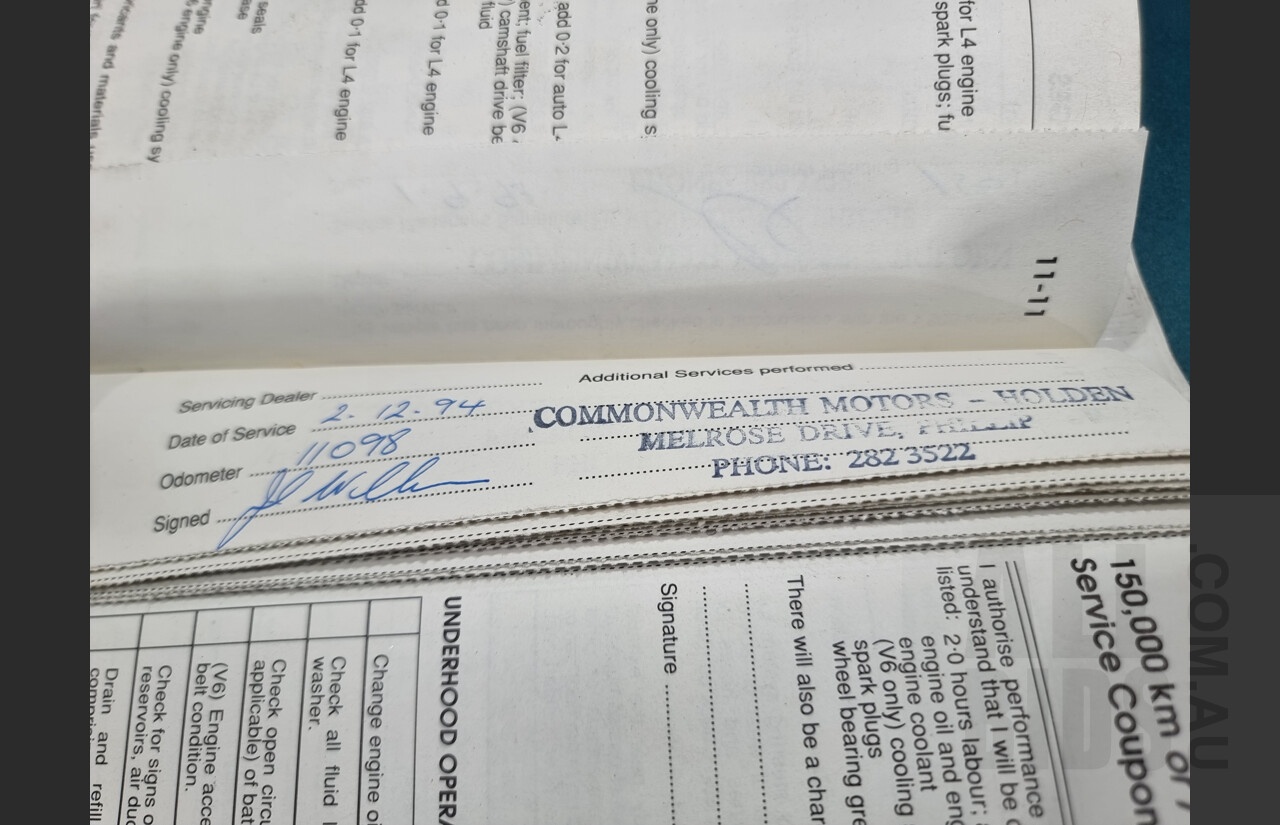 for L4 engine
spark plugs; fu
ne only) cooling s
add 0·2 for auto L4
ent; fuel filter; (V6
) camshaft drive be
fluid
d 0·1 for L4 engine
dd 0·1 for L4 engine
seals
ngine
s engine only) cooling sy
ricants and materials
11-11
Servicing Dealer
Date of Service 2-12-94
Odometer 11098
Signed
Additional Services performed
COMMONWEALTH MOTORS - HOLDEN
MELROSE DRIVE, PHILLIP
PHONE: 282 3522
150,000 km or
Service Coupon
I authorise performance
understand that I will be
listed: 2·0 hours labour;
engine oil and eng
engine coolant
(V6 only) cooling
spark plugs
wheel bearing gre
There will also be a char
Signature
UNDERHOOD OPERA
Change engine oi
Check all fluid
washer.
Check open circu
applicable) of bat
(V6) Engine acce
belt condition.
Check for signs o
reservoirs, air duc
Drain and refill
.COM.AU